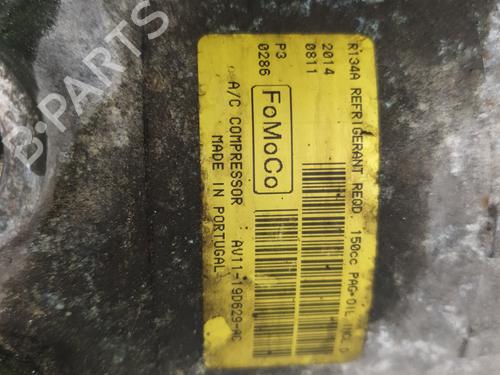 R134A REFRIGERANT REQD. 150cc PAG-OIL INCL D
2014
0811
P3
0286
FoMoCo
A/C COMPRESSOR AV11-19D629-AC
MADE IN PORTUGAL
B-PARTS